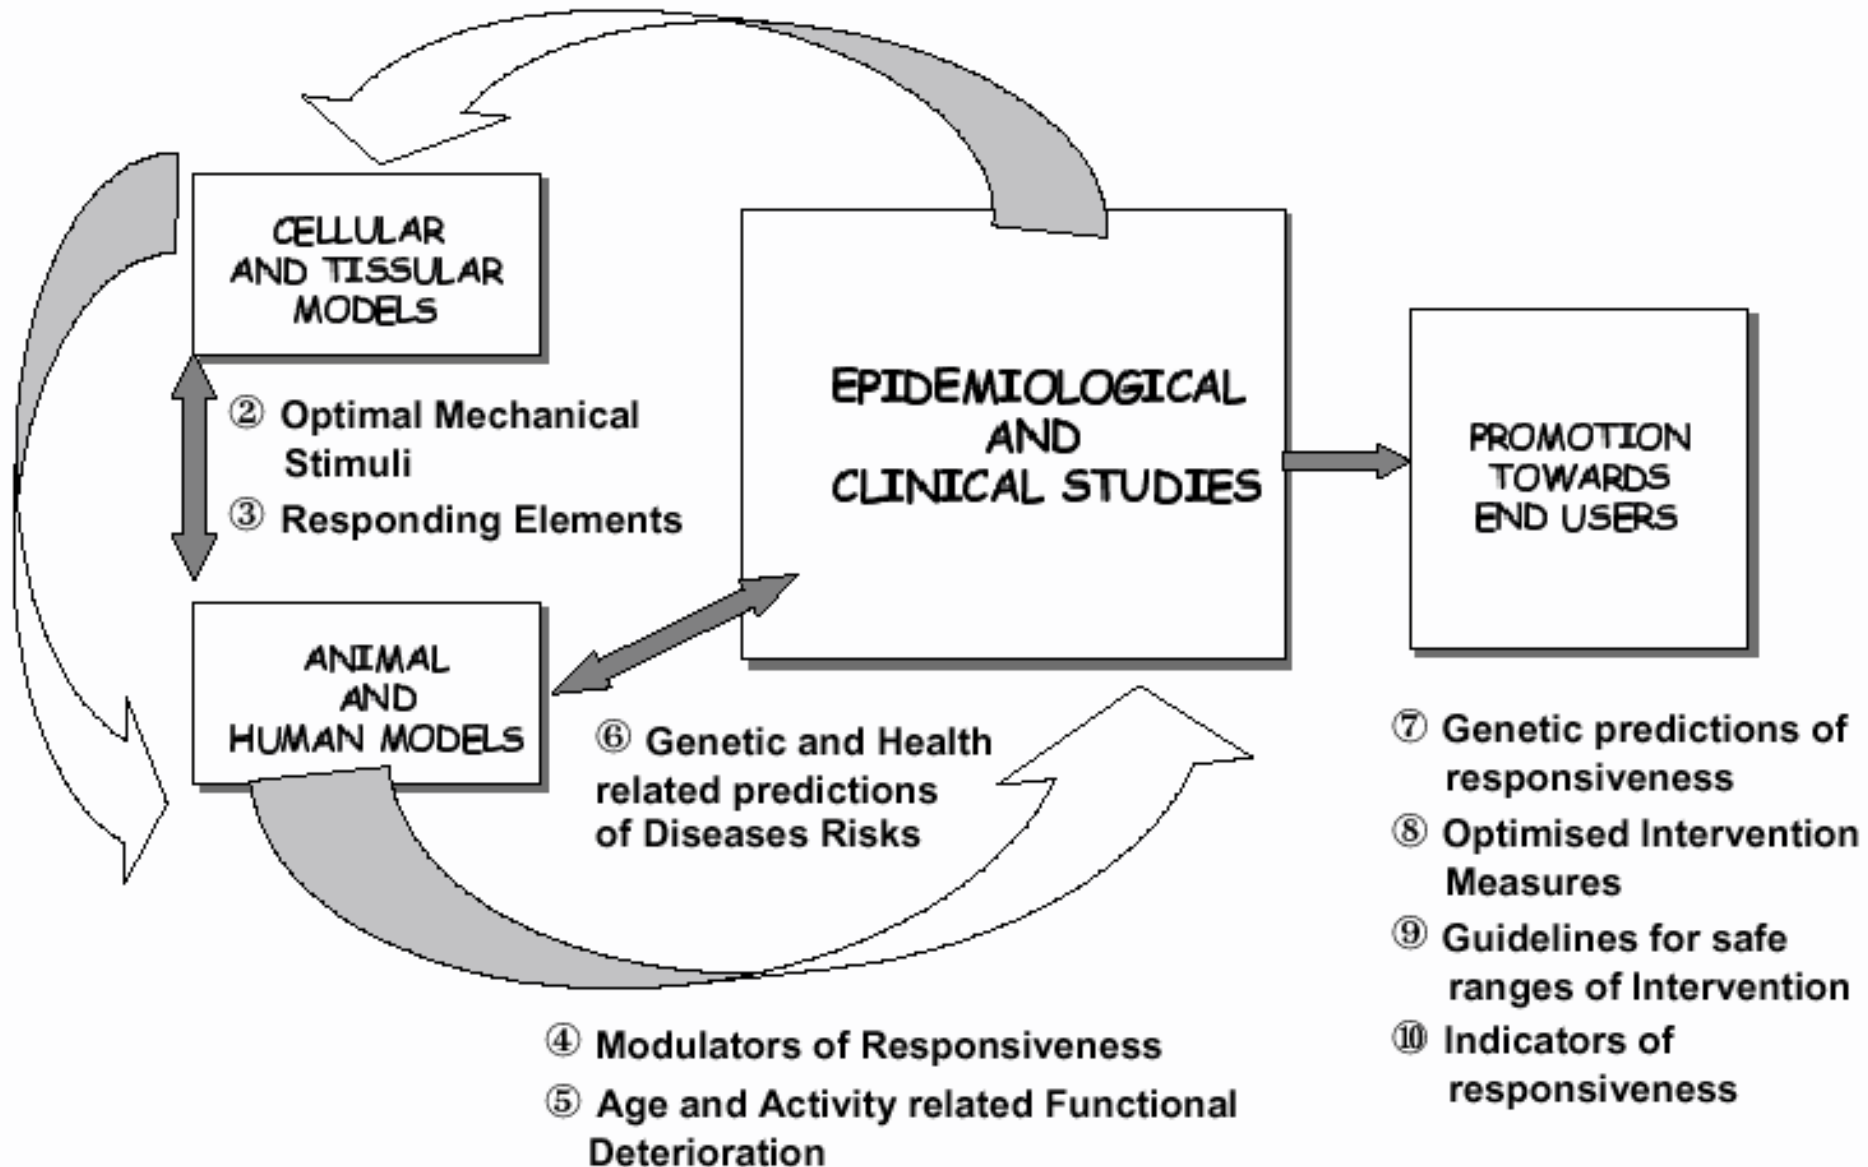 CELLULAR
AND TISSULAR
MODELS
② Optimal Mechanical
Stimuli
③ Responding Elements
ANIMAL
AND
HUMAN MODELS
EPIDEMIOLOGICAL
AND
CLINICAL STUDIES
PROMOTION
TOWARDS
END USERS
⑥ Genetic and Health
related predictions
of Diseases Risks
④ Modulators of Responsiveness
⑤ Age and Activity related Functional
Deterioration
⑦ Genetic predictions of
responsiveness
⑧ Optimised Intervention
Measures
⑨ Guidelines for safe
ranges of Intervention
⑩ Indicators of
responsiveness